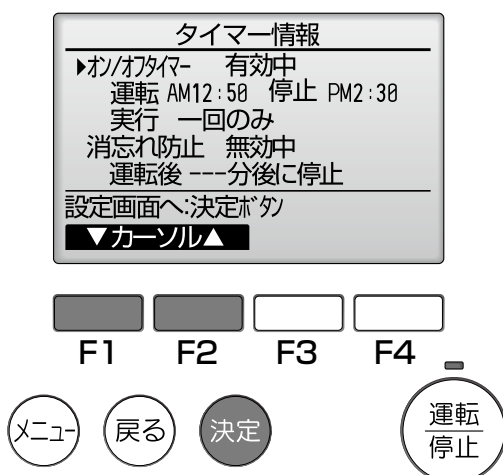 タイマー情報
▶オン/オフタイマー 有効中
運転 AM12:50 停止 PM2:30
実行 一回のみ
消忘れ防止 無効中
運転後 ---分後に停止
設定画面へ:決定ボタン
▼カーソル▲
F1 F2 F3 F4
メニュー 戻る 決定 運転
停止